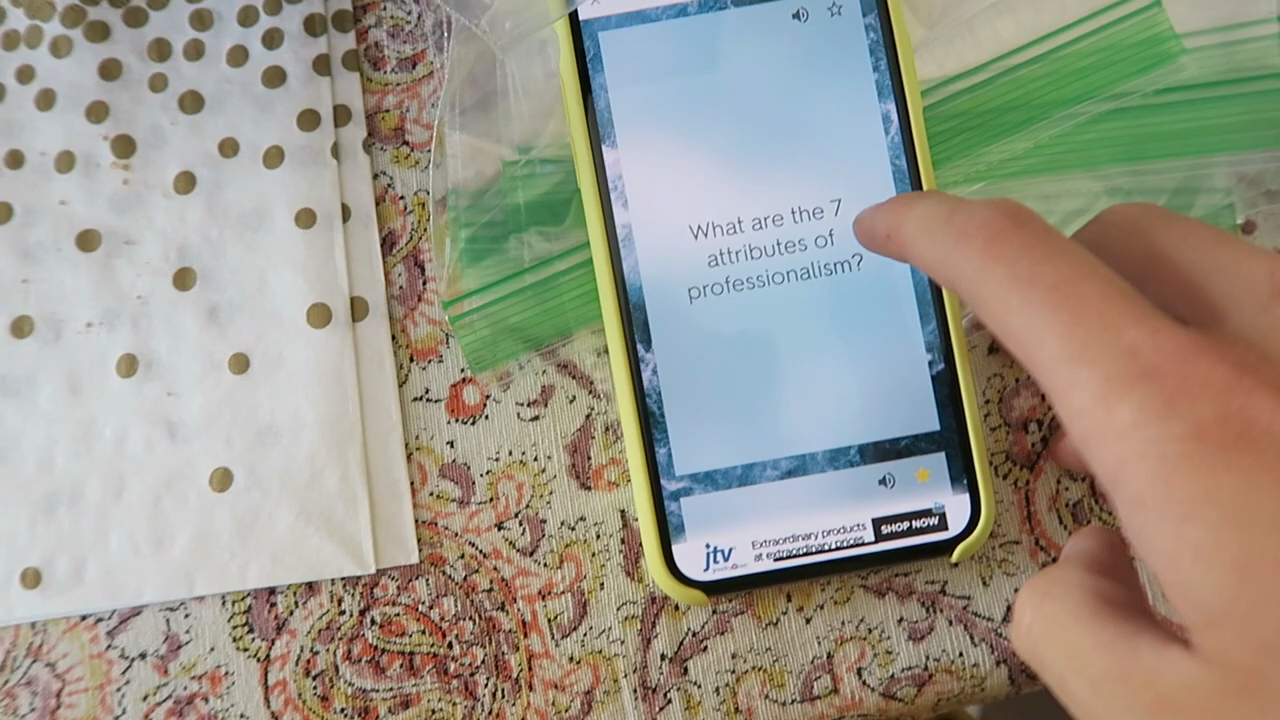 What are the 7
attributes of
professionalism?
jtv
Extraordinary products
at extraordinary prices
SHOP NOW